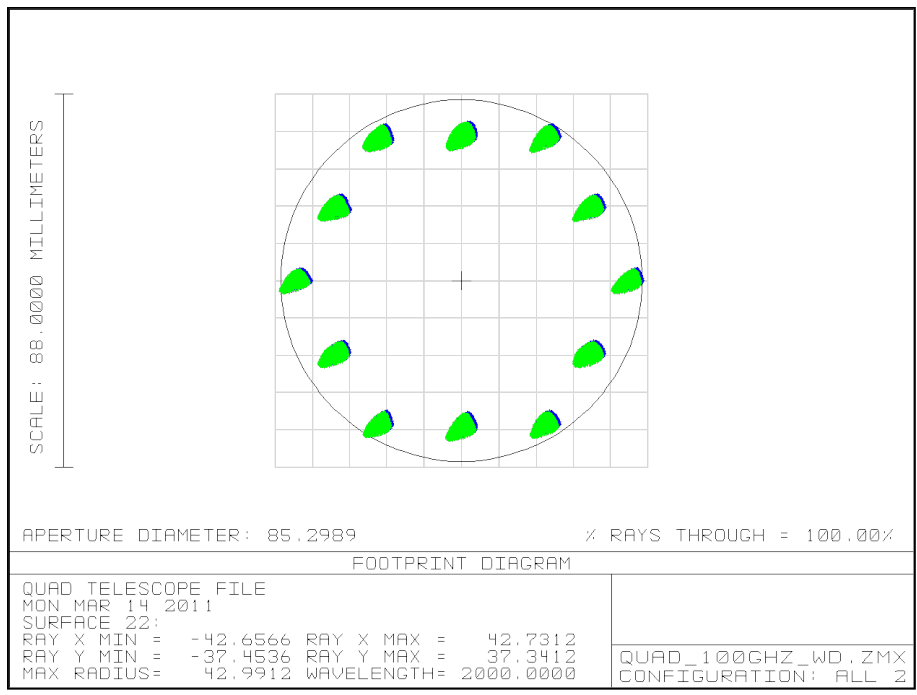 SCALE: 88.0000 MILLIMETERS
APERTURE DIAMETER: 85.2989 % RAYS THROUGH = 100.00%
FOOTPRINT DIAGRAM
QUAD TELESCOPE FILE
MON MAR 14 2011
SURFACE 22:
RAY X MIN = -42.6566 RAY X MAX = 42.7312
RAY Y MIN = -37.4536 RAY Y MAX = 37.3412
MAX RADIUS= 42.9912 WAVELENGTH= 2000.0000
QUAD_100GHZ_WD.ZMX
CONFIGURATION: ALL 2